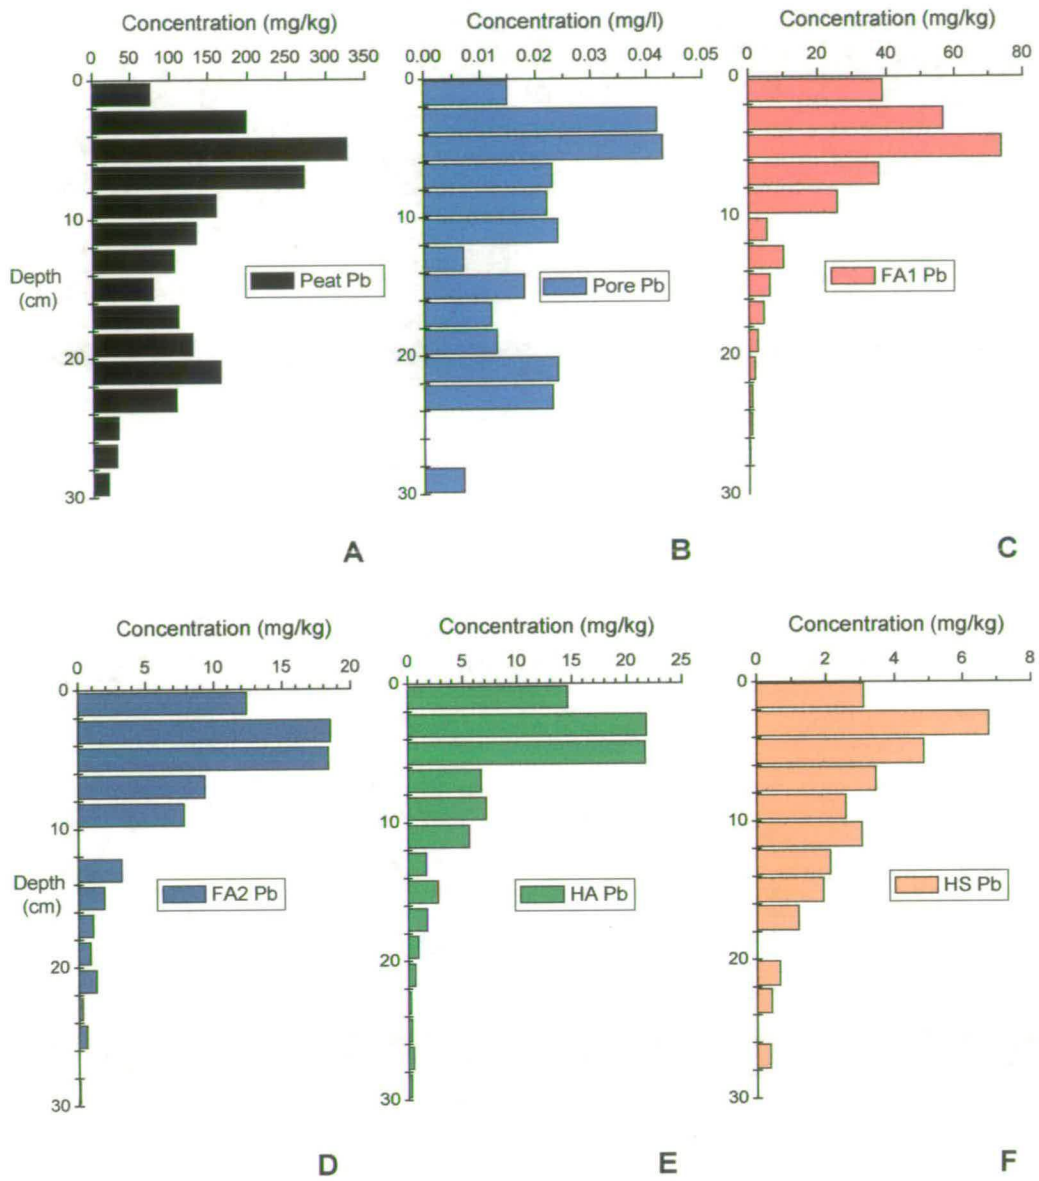 Concentration (mg/kg)
0 50 100 150 200 250 300 350
0
10
20
30
Depth
(cm)
Peat Pb
A
Concentration (mg/l)
0.00 0.01 0.02 0.03 0.04 0.05
0
10
20
30
Pore Pb
B
Concentration (mg/kg)
0 20 40 60 80
0
10
20
30
FA1 Pb
C
Concentration (mg/kg)
0 5 10 15 20
0
10
20
30
Depth
(cm)
FA2 Pb
D
Concentration (mg/kg)
0 5 10 15 20 25
0
10
20
30
HA Pb
E
Concentration (mg/kg)
0 2 4 6 8
0
10
20
30
HS Pb
F